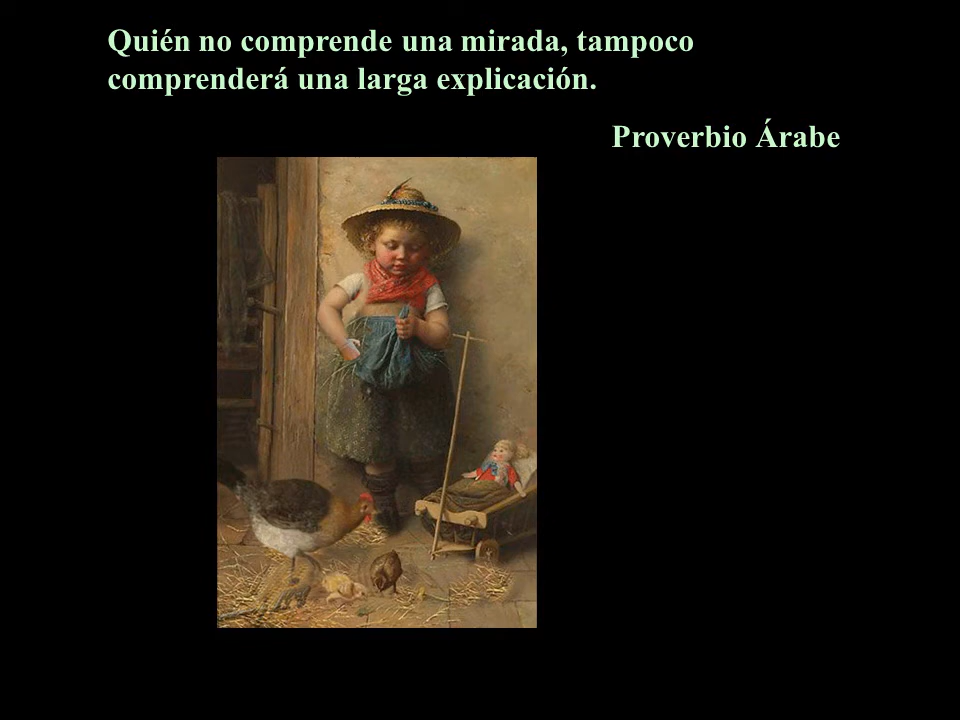 Quién no comprende una mirada, tampoco
comprenderá una larga explicación.
Proverbio Árabe